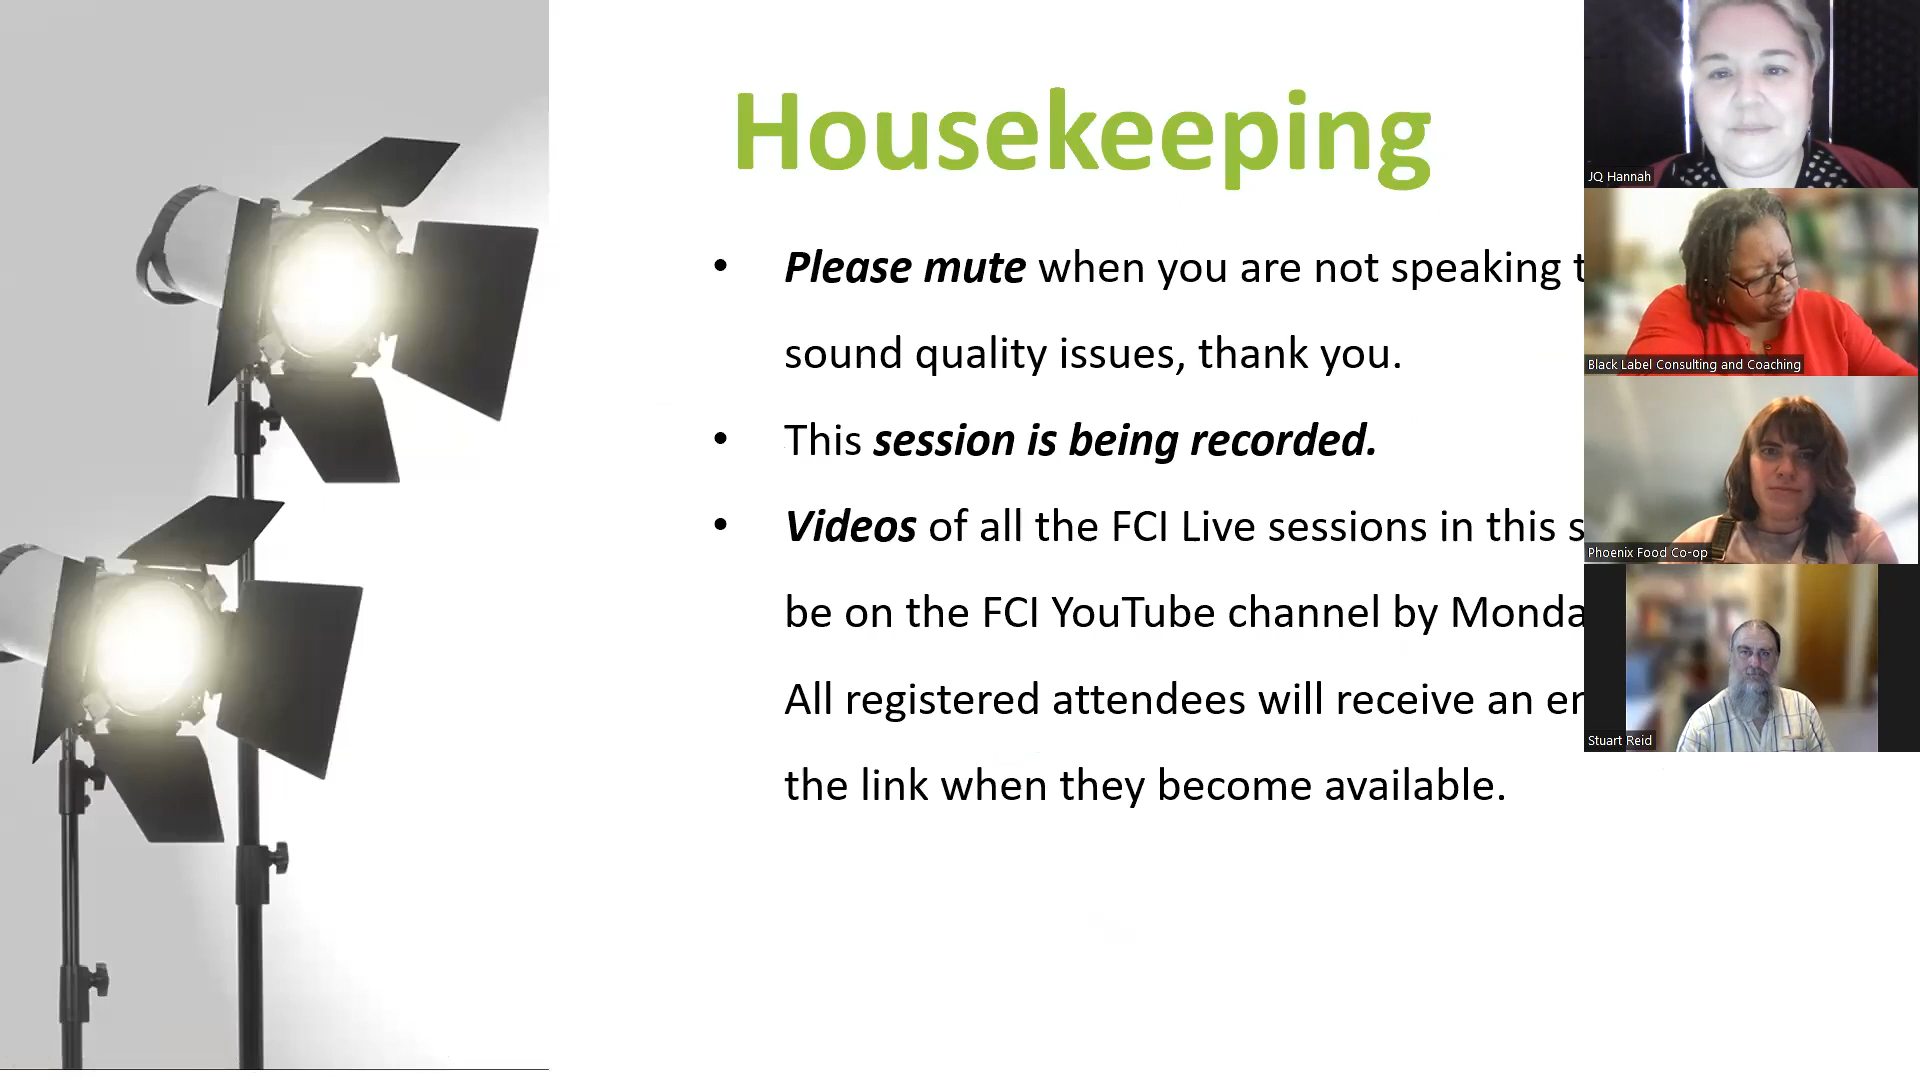 Housekeeping
• Please mute when you are not speaking
sound quality issues, thank you.
• This session is being recorded.
• Videos of all the FCI Live sessions in this
be on the FCI YouTube channel by
All registered attendees will receive an
the link when they become available.
JQ Hannah
Black Label Consulting and Coaching
Phoenix Food Co-op
Stuart Reid